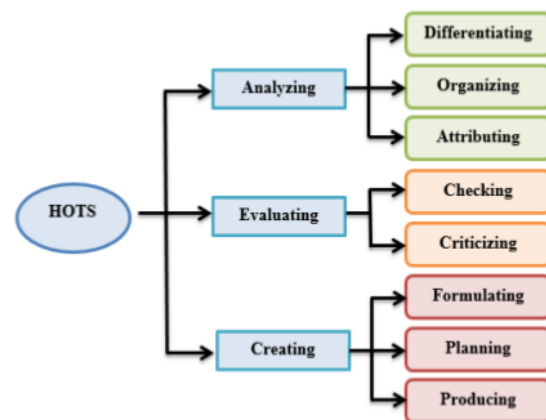 HOTS
Analyzing
Differentiating
Organizing
Attributing
Evaluating
Checking
Criticizing
Creating
Formulating
Planning
Producing